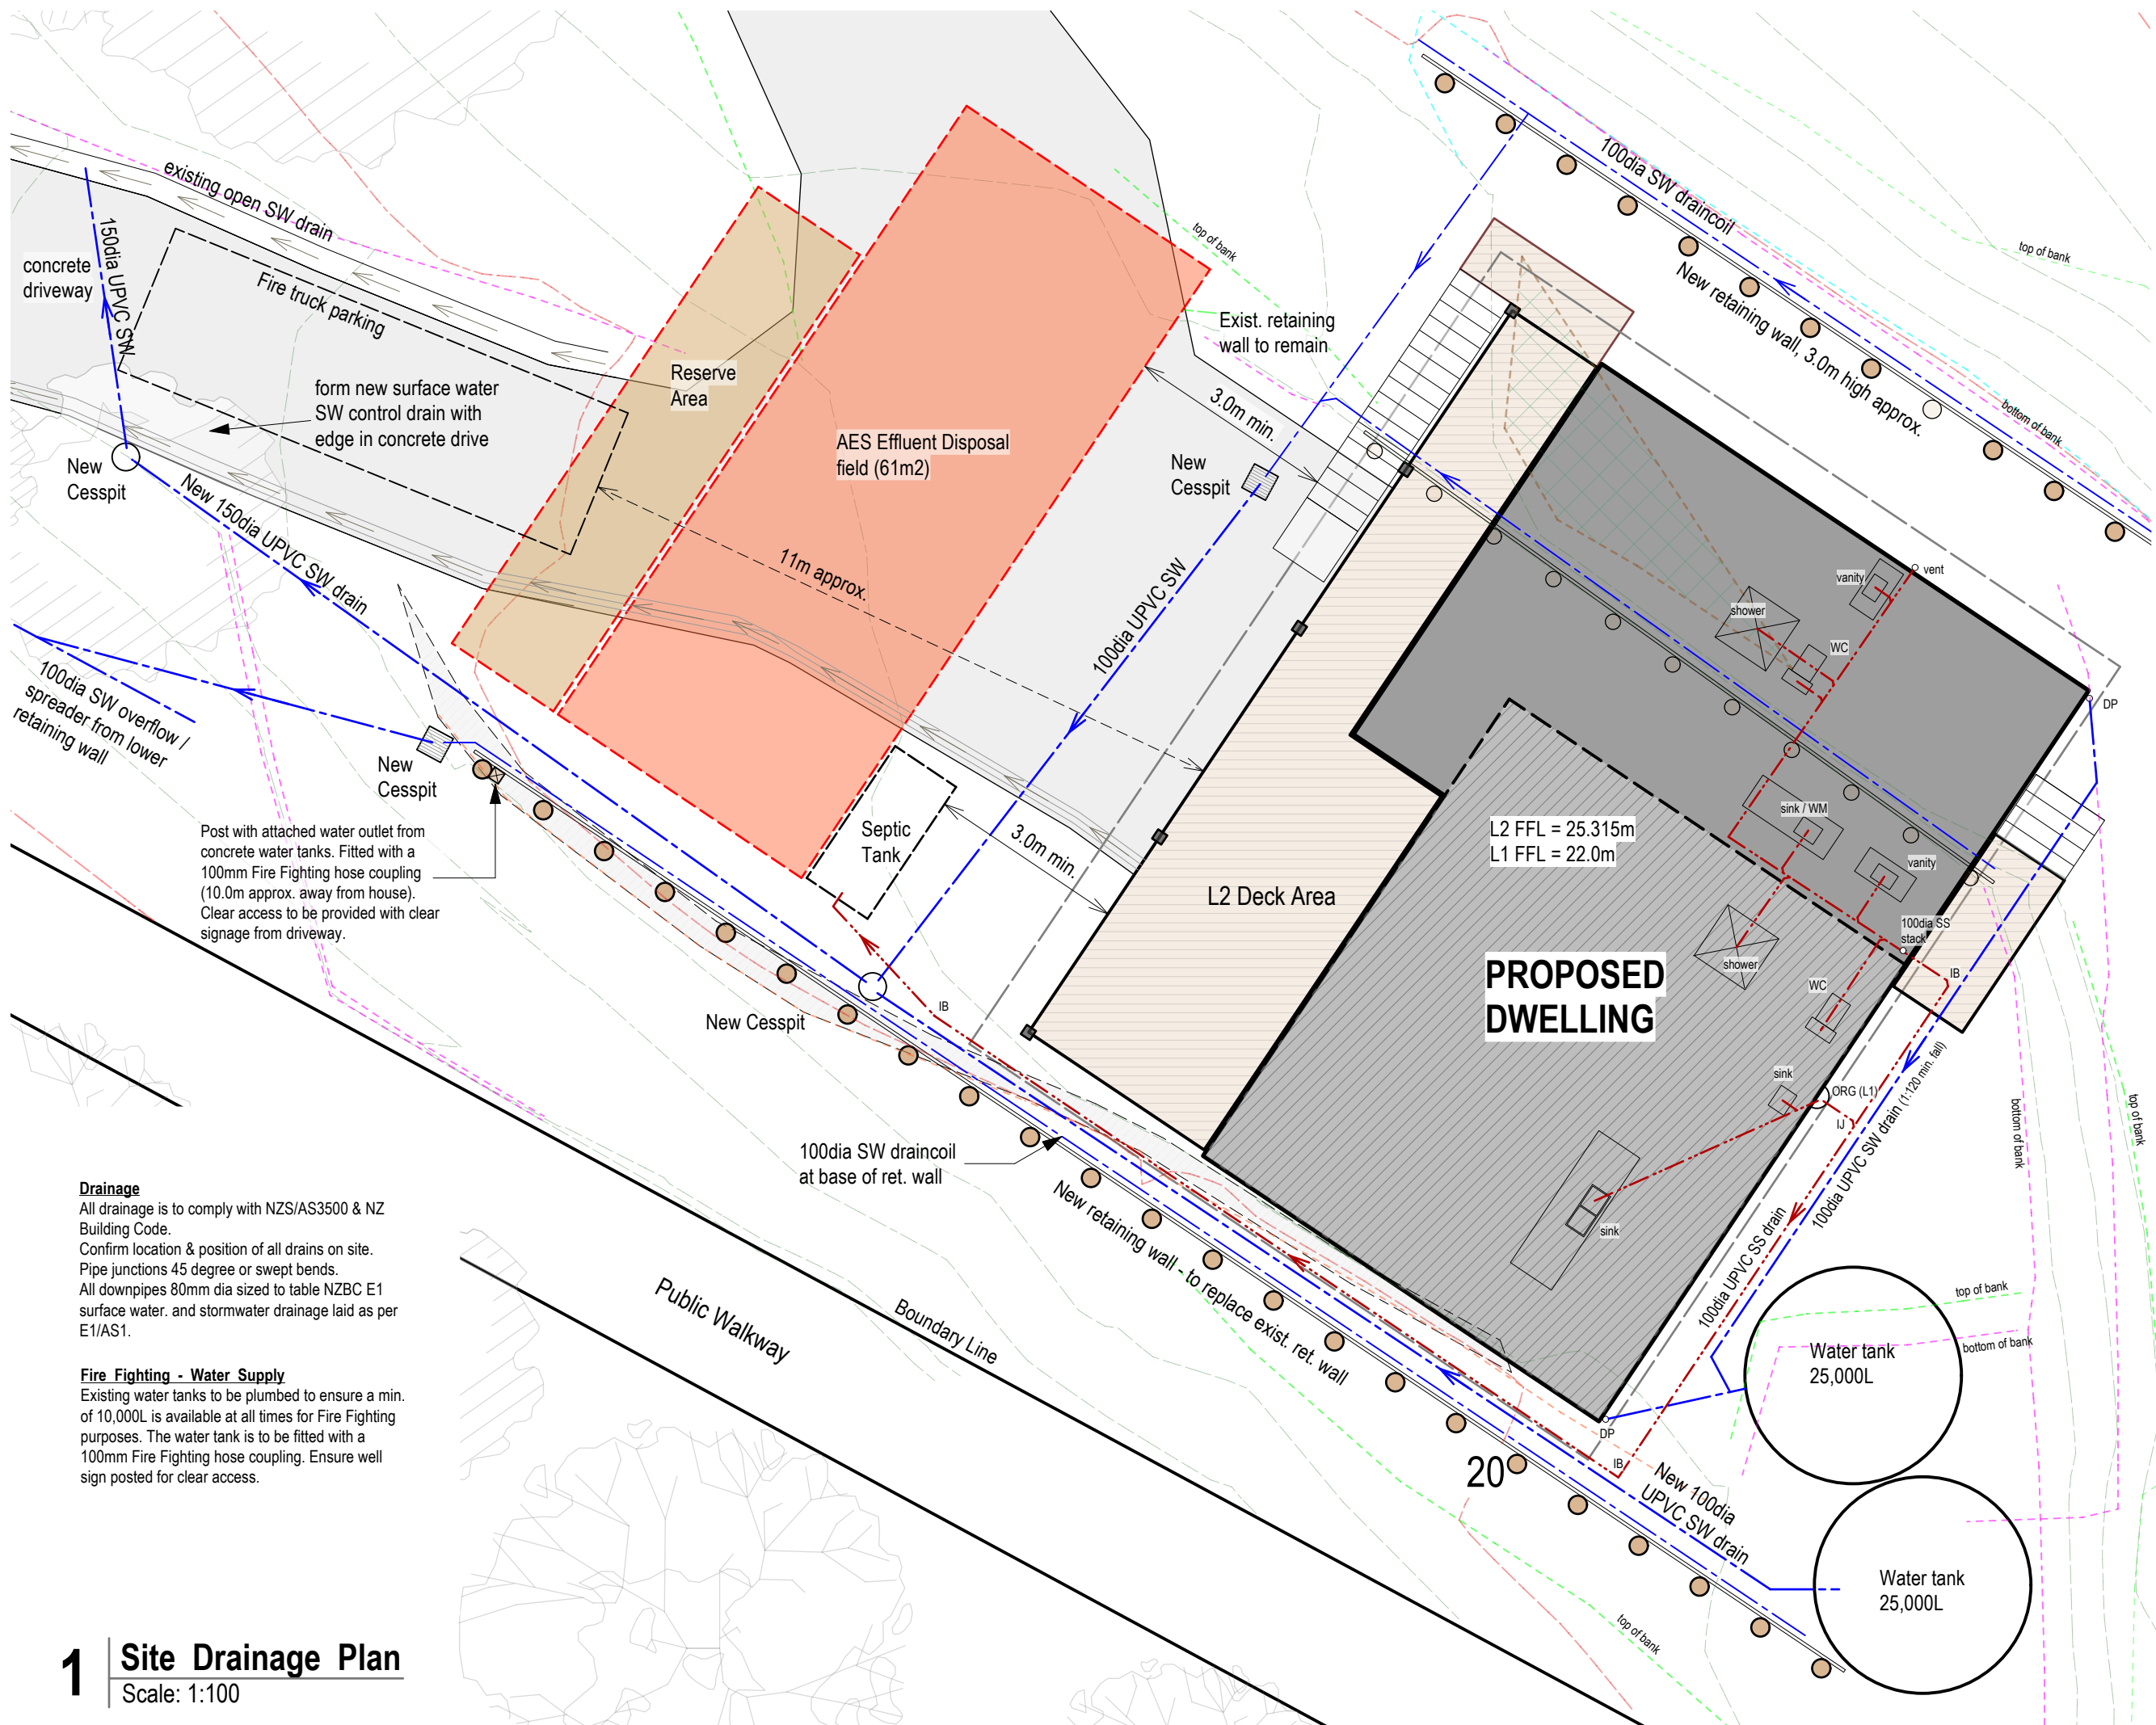 100dia SW draincoil
existing open SW drain
top of bank
top of bank
150dia UPVC SW
concrete
driveway
Fire truck parking
New retaining wall, 3.0m high approx.
Exist. retaining
wall to remain
Reserve
Area
form new surface water
SW control drain with
edge in concrete drive
3.0m min.
bottom of bank
AES Effluent Disposal
field (61m2)
New
Cesspit
New
Cesspit
New 150dia UPVC SW drain
11m approx.
100dia UPVC SW
vanity
vent
shower
WC
DP
100dia SW overflow /
spreader from lower
retaining wall
New
Cesspit
sink / WM
L2 FFL = 25.315m
L1 FFL = 22.0m
Septic
Tank
3.0m min.
vanity
Post with attached water outlet from
concrete water tanks. Fitted with a
100mm Fire Fighting hose coupling
(10.0m approx. away from house).
Clear access to be provided with clear
signage from driveway.
L2 Deck Area
100dia SS
stack
shower
IB
PROPOSED
DWELLING
WC
IB
New Cesspit
sink
ORG (L1)
IJ
100dia UPVC SW drain (1:120 min. fall)
bottom of bank
top of bank
100dia SW draincoil
at base of ret. wall
New retaining wall - to replace exist. ret. wall
sink
100dia UPVC SS drain
Drainage
All drainage is to comply with NZS/AS3500 & NZ
Building Code.
Confirm location & position of all drains on site.
Pipe junctions 45 degree or swept bends.
All downpipes 80mm dia sized to table NZBC E1
surface water. and stormwater drainage laid as per
E1/AS1.
Public Walkway
Boundary Line
top of bank
bottom of bank
Water tank
25,000L
Fire Fighting - Water Supply
Existing water tanks to be plumbed to ensure a min.
of 10,000L is available at all times for Fire Fighting
purposes. The water tank is to be fitted with a
100mm Fire Fighting hose coupling. Ensure well
sign posted for clear access.
DP
IB
20
New 100dia
UPVC SW drain
Water tank
25,000L
top of bank
1
Site Drainage Plan
Scale: 1:100